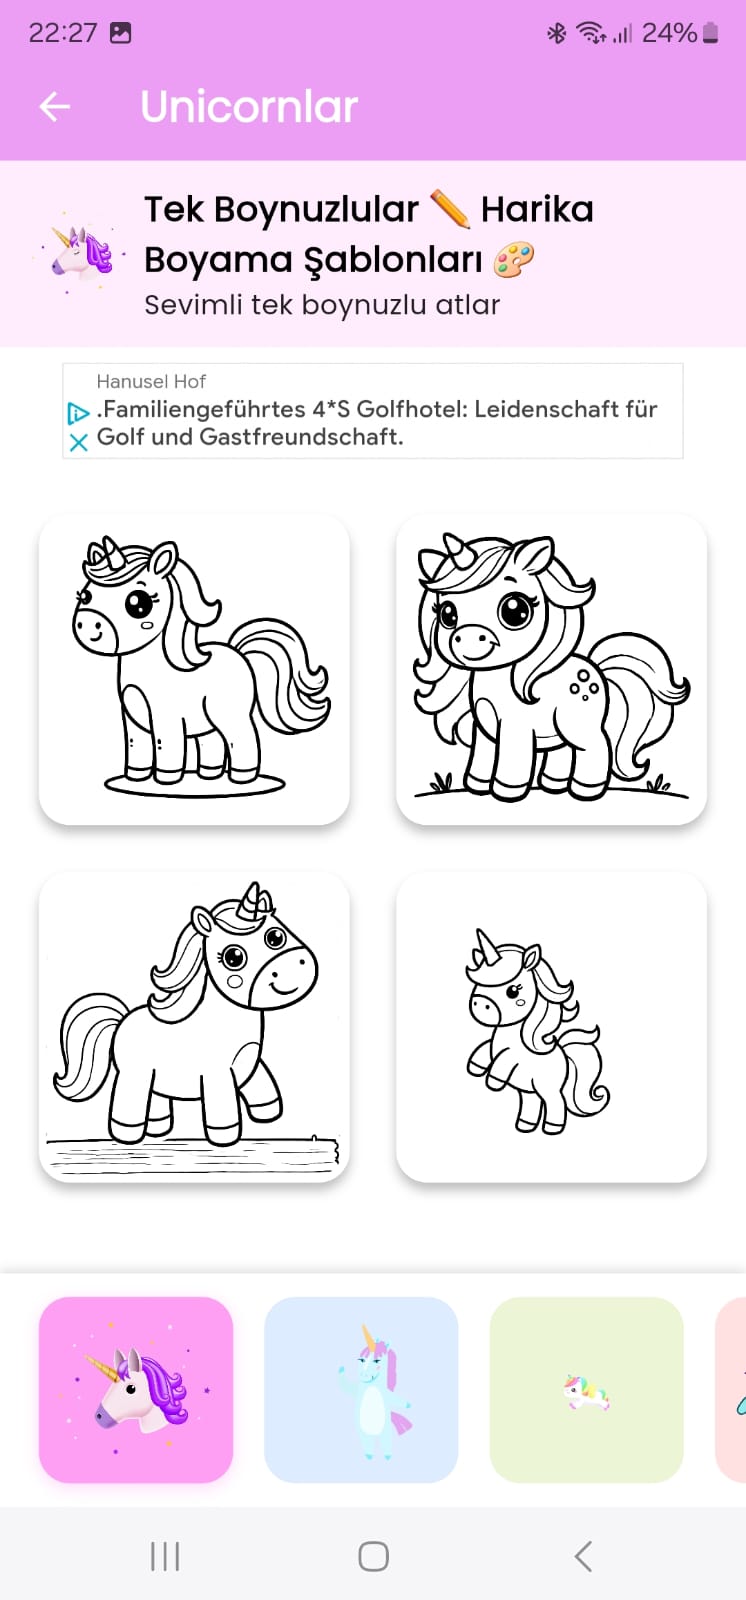 22:27 24%
Unicornlar
Tek Boynuzlular ✏️ Harika
Boyama Şablonları 🎨
Sevimli tek boynuzlu atlar
Hanusel Hof
.Familiengeführtes 4*S Golfhotel: Leidenschaft für
Golf und Gastfreundschaft.